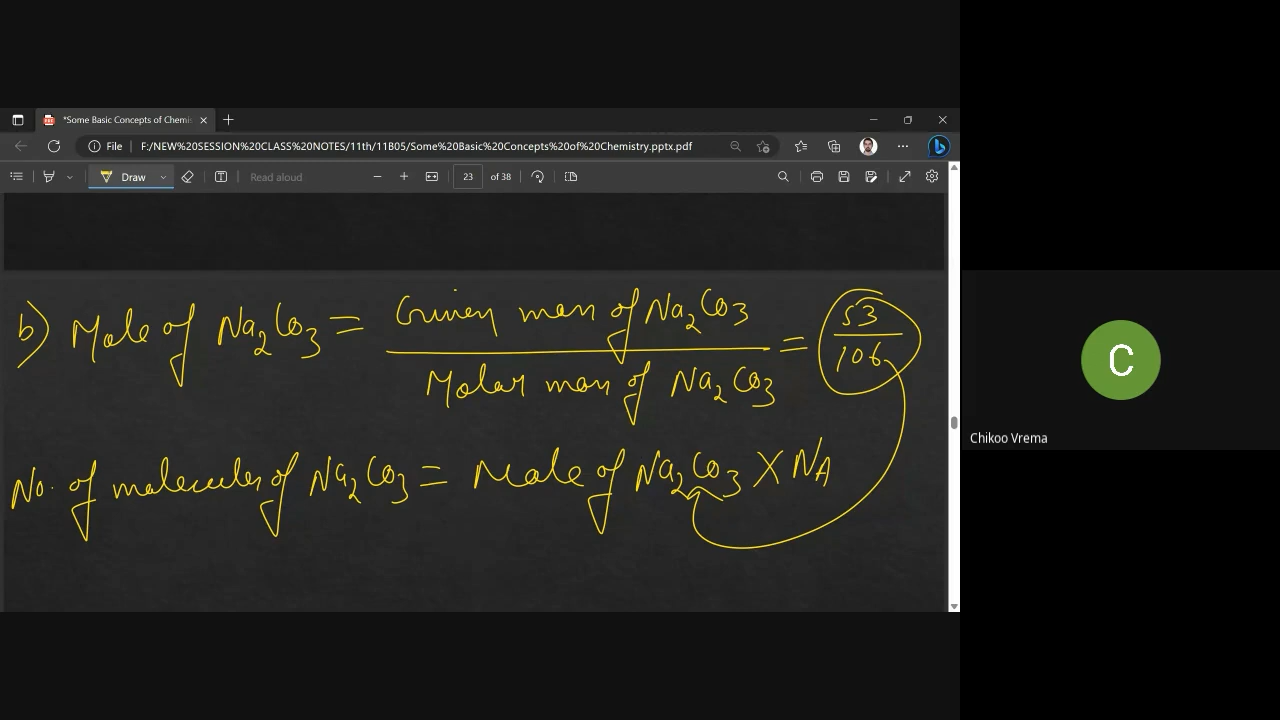 *Some Basic Concepts of Chemis
File F:/NEW%20SESSION%20CLASS%20NOTES/11th/11B05/Some%20Basic%20Concepts%20of%20Chemistry.pptx.pdf
Draw Read aloud 23 of 38
b) Mole of Na2CO3 = Given mass of Na2CO3 / Molar mass of Na2CO3 = 53 / 106
No. of molecules of Na2CO3 = Mole of Na2CO3 X NA
C
Chikoo Vrema